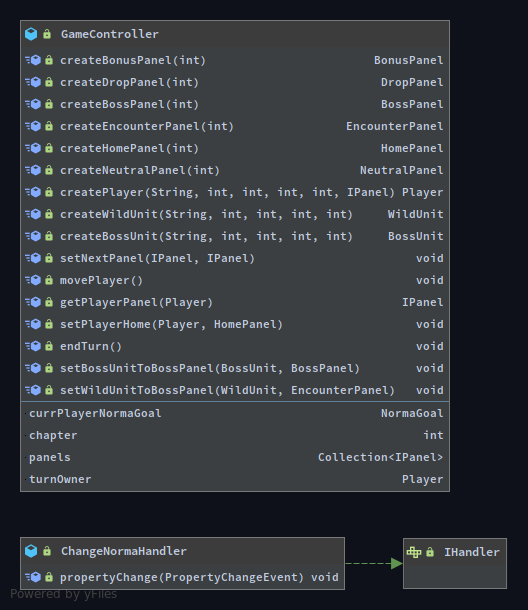 GameController
createBonusPanel(int) BonusPanel
createDropPanel(int) DropPanel
createBossPanel(int) BossPanel
createEncounterPanel(int) EncounterPanel
createHomePanel(int) HomePanel
createNeutralPanel(int) NeutralPanel
createPlayer(String, int, int, int, int, IPanel) Player
createWildUnit(String, int, int, int, int) WildUnit
createBossUnit(String, int, int, int, int) BossUnit
setNextPanel(IPanel, IPanel) void
movePlayer() void
getPlayerPanel(Player) IPanel
setPlayerHome(Player, HomePanel) void
endTurn() void
setBossUnitToBossPanel(BossUnit, BossPanel) void
setWildUnitToBossPanel(WildUnit, EncounterPanel) void
currPlayerNormaGoal NormaGoal
chapter int
panels Collection<IPanel>
turnOwner Player
ChangeNormaHandler
propertyChange(PropertyChangeEvent) void
IHandler
Powered by yFiles